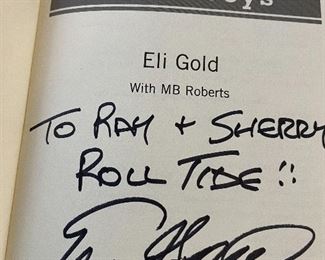 Eli Gold
With MB Roberts
TO RAY + SHERRY
ROLL TIDE!!